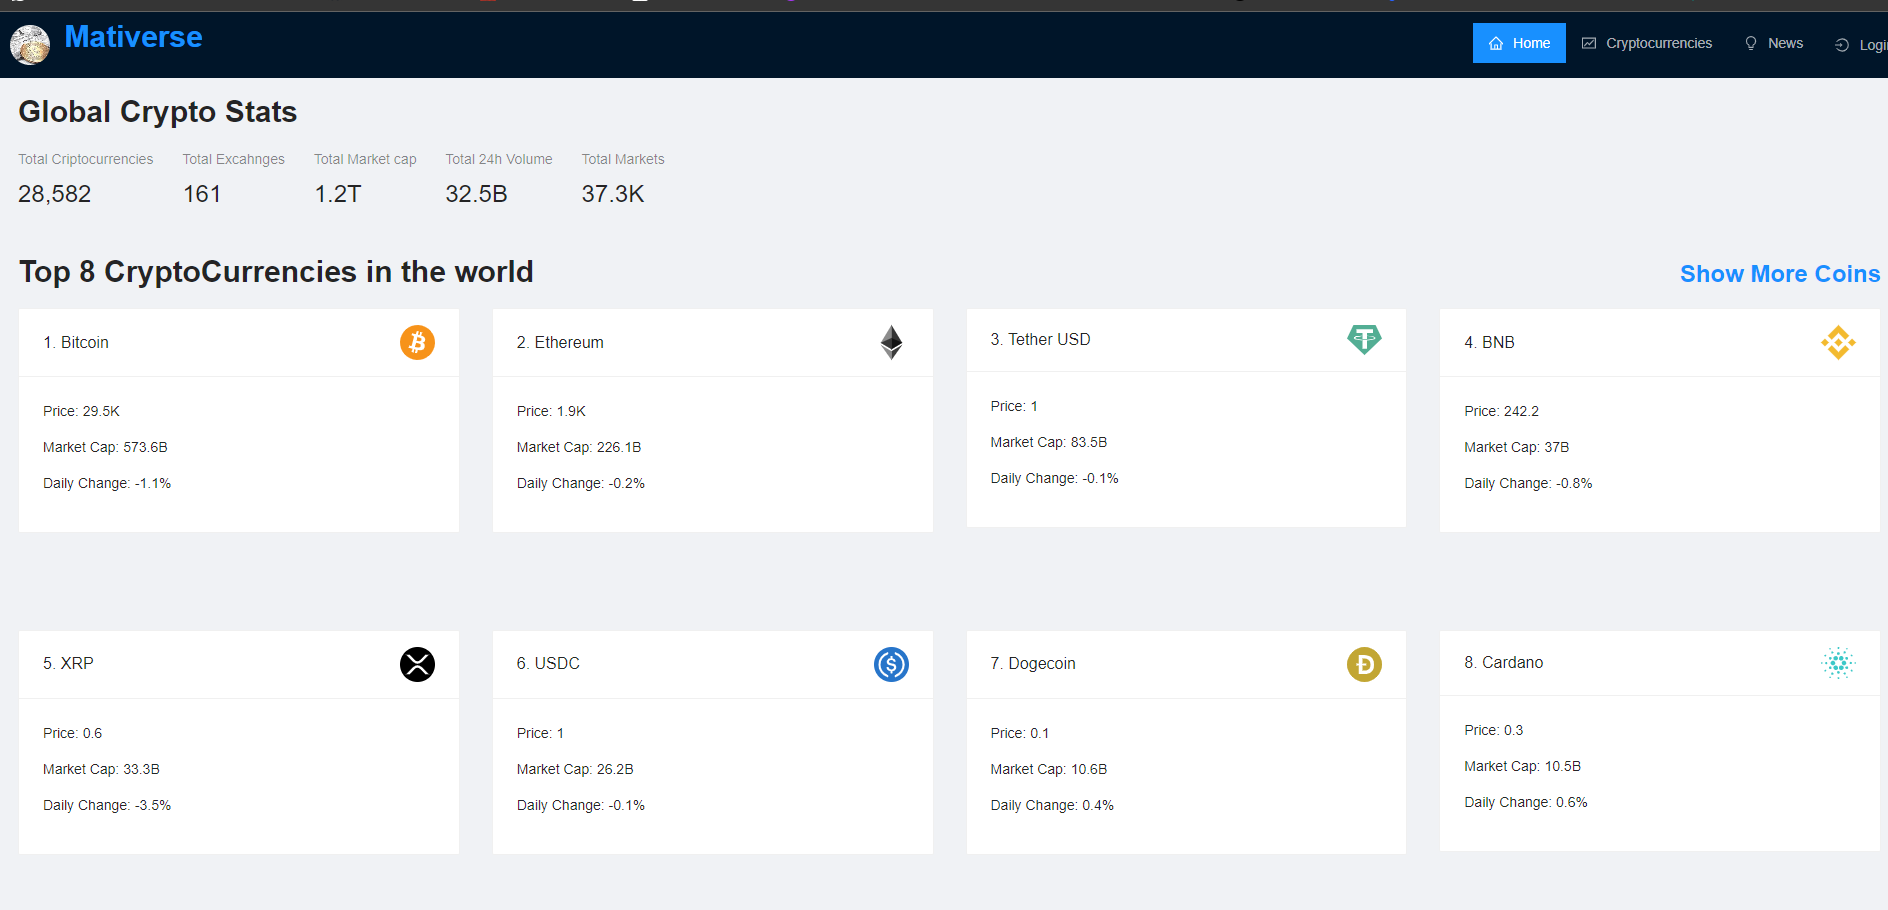 Mativerse
Home
Cryptocurrencies
News
Global Crypto Stats
Total Criptocurrencies
28,582
Total Excahnges
161
Total Market cap
1.2T
Total 24h Volume
32.5B
Total Markets
37.3K
Top 8 CryptoCurrencies in the world
Show More Coins
1. Bitcoin
Price: 29.5K
Market Cap: 573.6B
Daily Change: -1.1%
2. Ethereum
Price: 1.9K
Market Cap: 226.1B
Daily Change: -0.2%
3. Tether USD
Price: 1
Market Cap: 83.5B
Daily Change: -0.1%
4. BNB
Price: 242.2
Market Cap: 37B
Daily Change: -0.8%
5. XRP
Price: 0.6
Market Cap: 33.3B
Daily Change: -3.5%
6. USDC
Price: 1
Market Cap: 26.2B
Daily Change: -0.1%
7. Dogecoin
Price: 0.1
Market Cap: 10.6B
Daily Change: 0.4%
8. Cardano
Price: 0.3
Market Cap: 10.5B
Daily Change: 0.6%